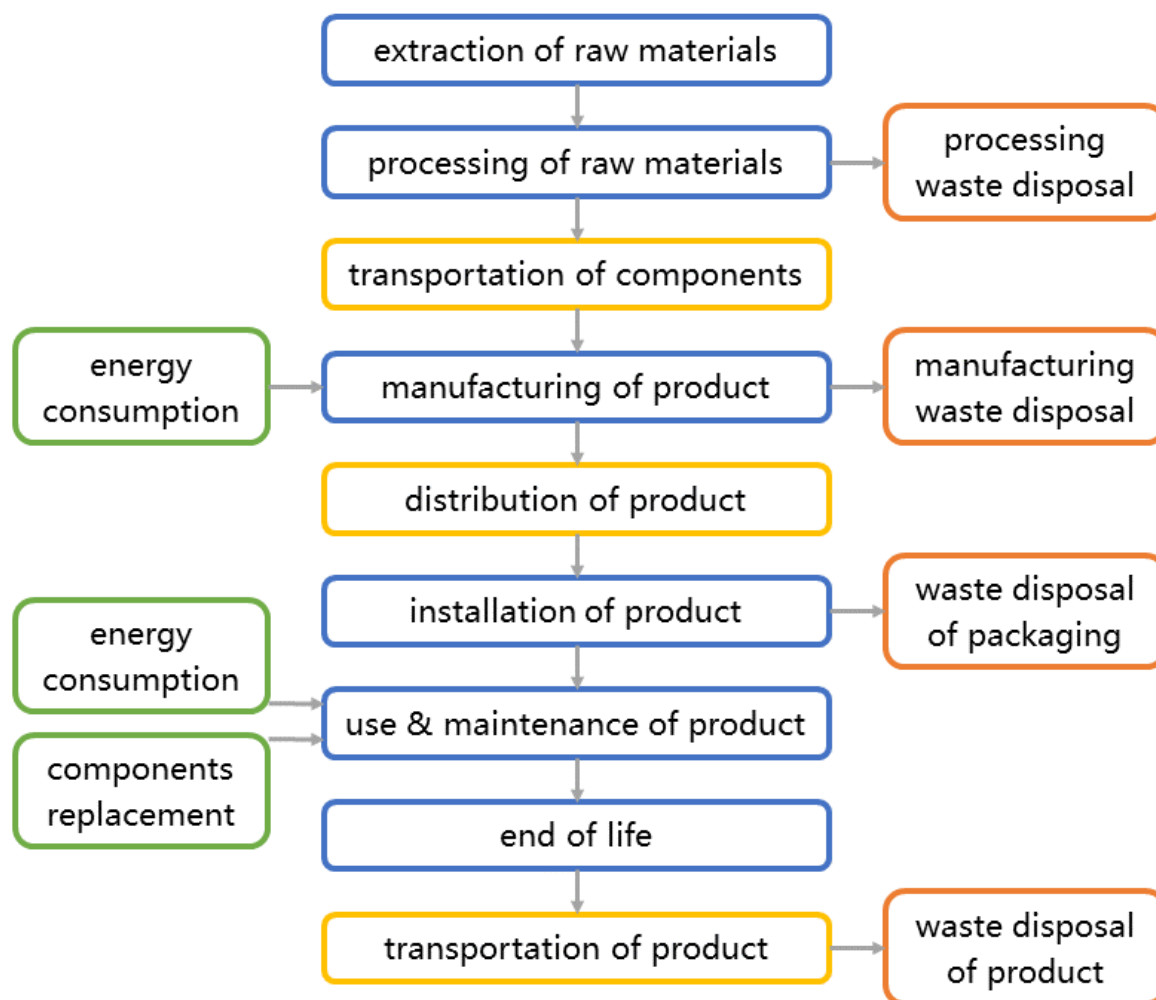 extraction of raw materials
processing of raw materials
processing
waste disposal
transportation of components
energy
consumption
manufacturing of product
manufacturing
waste disposal
distribution of product
installation of product
waste disposal
of packaging
energy
consumption
use & maintenance of product
components
replacement
end of life
transportation of product
waste disposal
of product